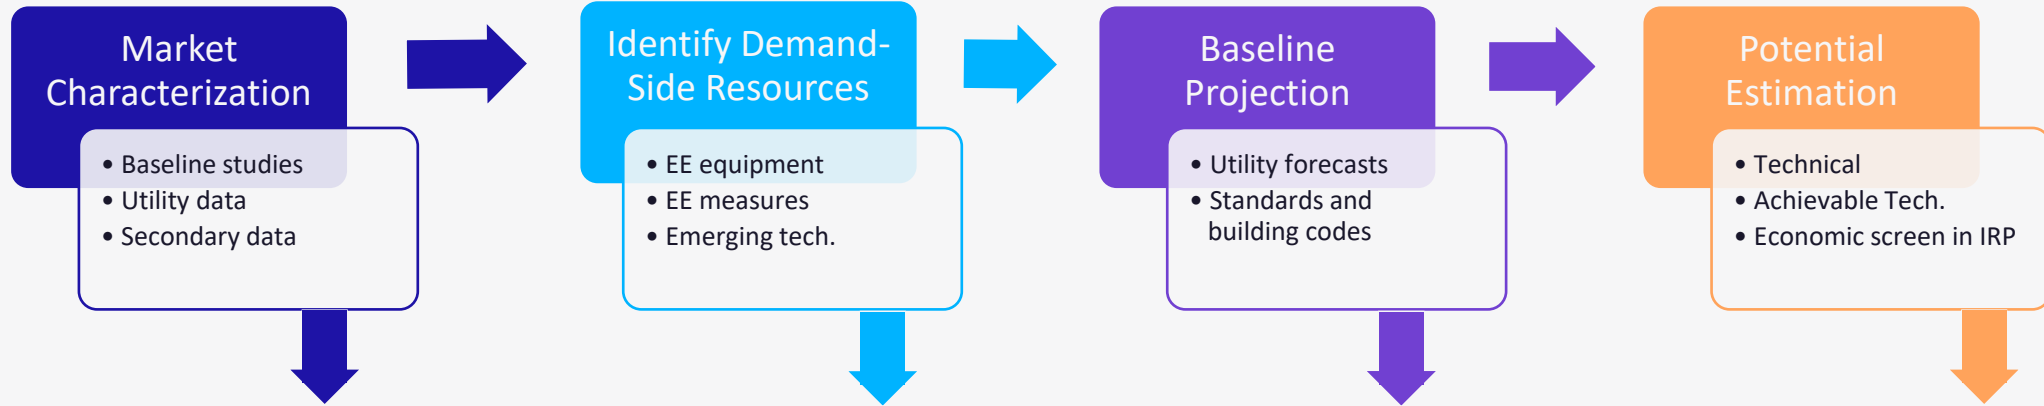 Market
Characterization
• Baseline studies
• Utility data
• Secondary data
Identify Demand-
Side Resources
• EE equipment
• EE measures
• Emerging tech.
Baseline
Projection
• Utility forecasts
• Standards and
building codes
Potential
Estimation
• Technical
• Achievable Tech.
• Economic screen in IRP